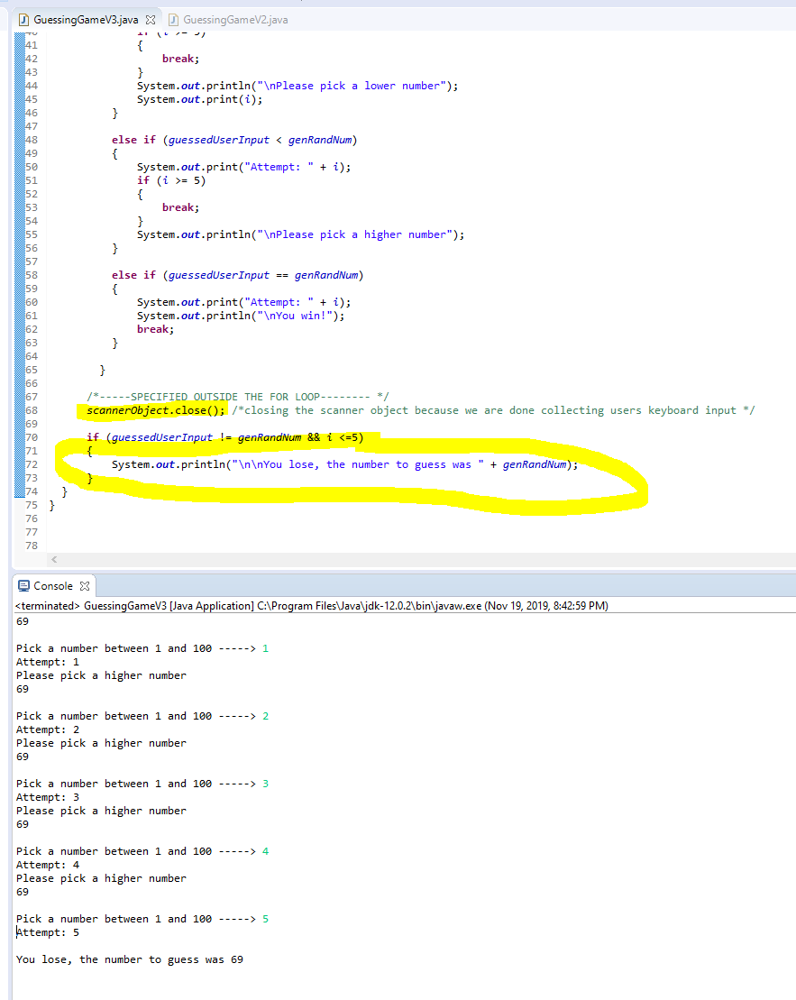 GuessingGameV3.java GuessingGameV2.java
40 if (i >= 5)
41 {
42 break;
43 }
44 System.out.println("\nPlease pick a lower number");
45 System.out.print(i);
46 }
47
48 else if (guessedUserInput < genRandNum)
49 {
50 System.out.print("Attempt: " + i);
51 if (i >= 5)
52 {
53 break;
54 }
55 System.out.println("\nPlease pick a higher number");
56 }
57
58 else if (guessedUserInput == genRandNum)
59 {
60 System.out.print("Attempt: " + i);
61 System.out.println("\nYou win!");
62 break;
63 }
64
65 }
66
67 /*-----SPECIFIED OUTSIDE THE FOR LOOP-------- */
68 scannerObject.close(); /*closing the scanner object because we are done collecting users keyboard input */
69
70 if (guessedUserInput != genRandNum && i <=5)
71 {
72 System.out.println("\n\nYou lose, the number to guess was " + genRandNum);
73 }
74 }
75 }
76
77
78
Console
<terminated> GuessingGameV3 [Java Application] C:\Program Files\Java\jdk-12.0.2\bin\javaw.exe (Nov 19, 2019, 8:42:59 PM)
69
Pick a number between 1 and 100 -----> 1
Attempt: 1
Please pick a higher number
69
Pick a number between 1 and 100 -----> 2
Attempt: 2
Please pick a higher number
69
Pick a number between 1 and 100 -----> 3
Attempt: 3
Please pick a higher number
69
Pick a number between 1 and 100 -----> 4
Attempt: 4
Please pick a higher number
69
Pick a number between 1 and 100 -----> 5
Attempt: 5
You lose, the number to guess was 69